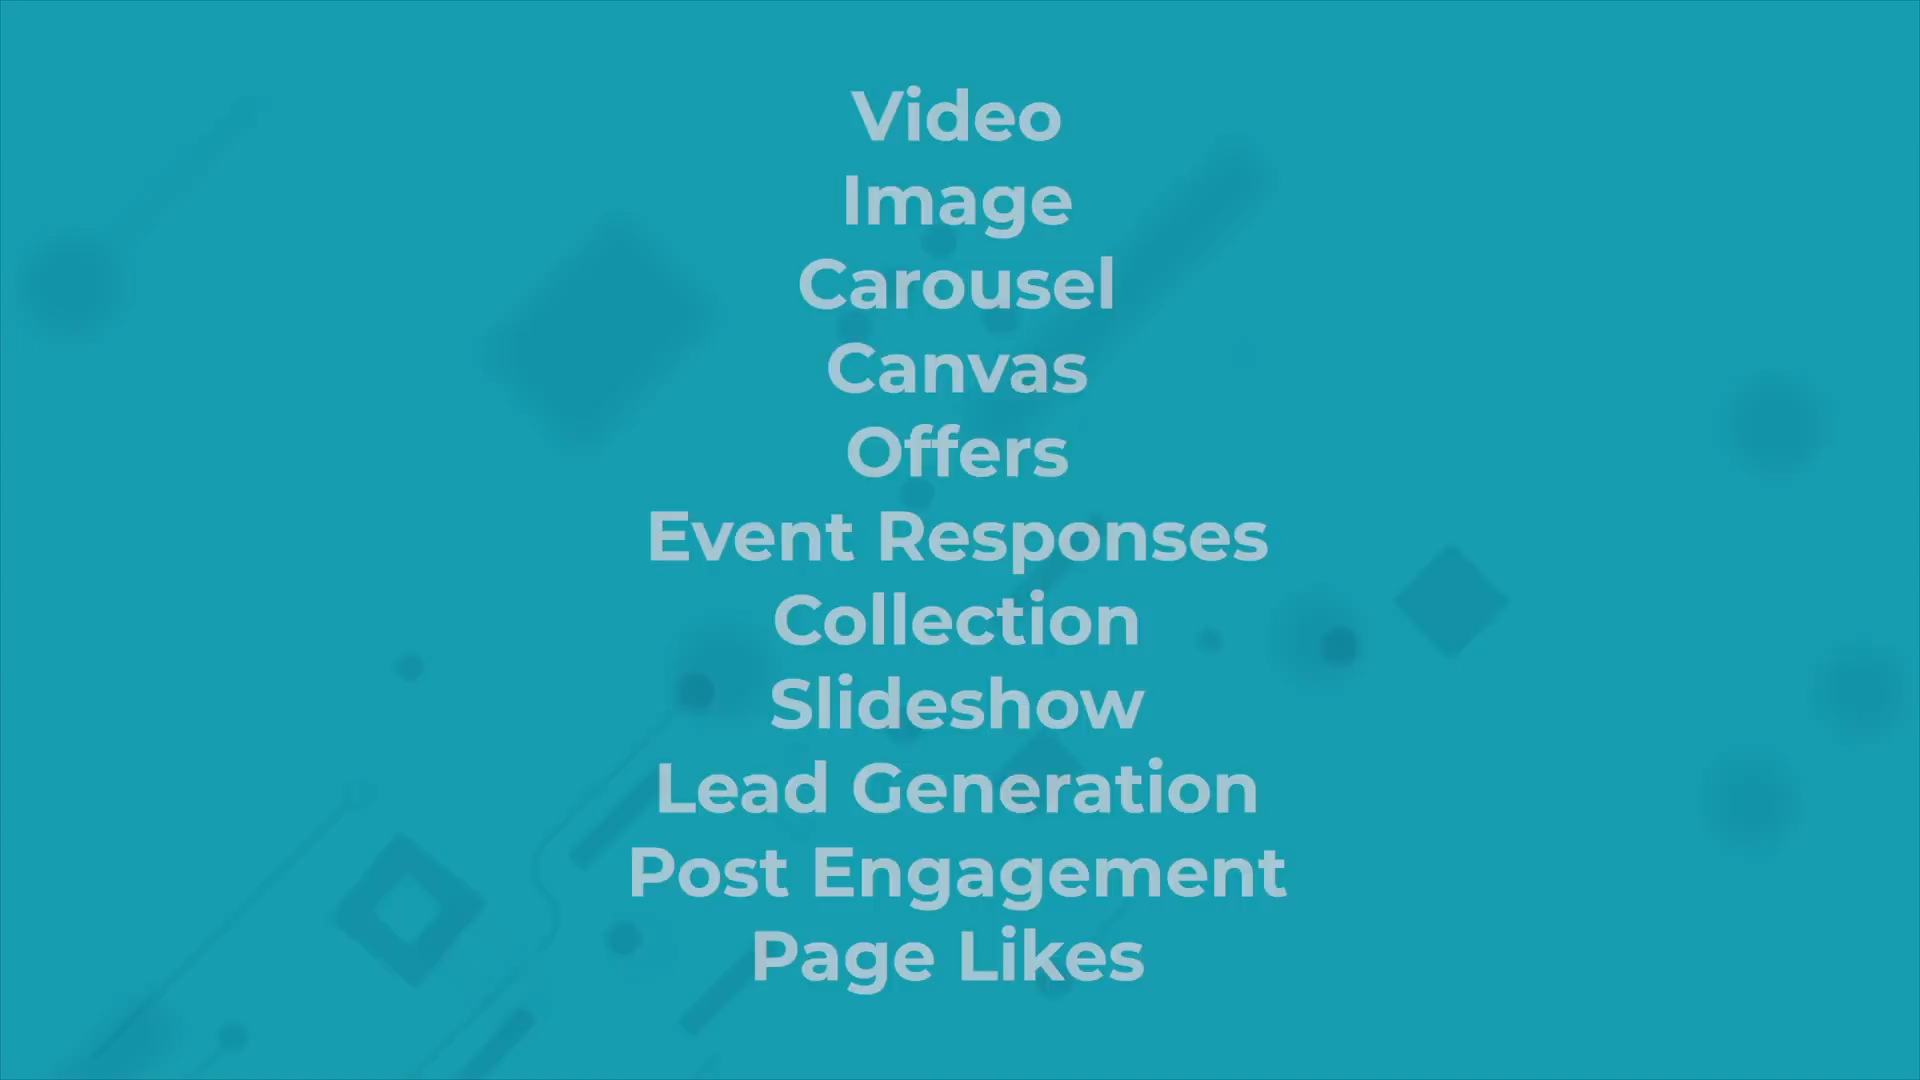 Video
Image
Carousel
Canvas
Offers
Event Responses
Collection
Slideshow
Lead Generation
Post Engagement
Page Likes